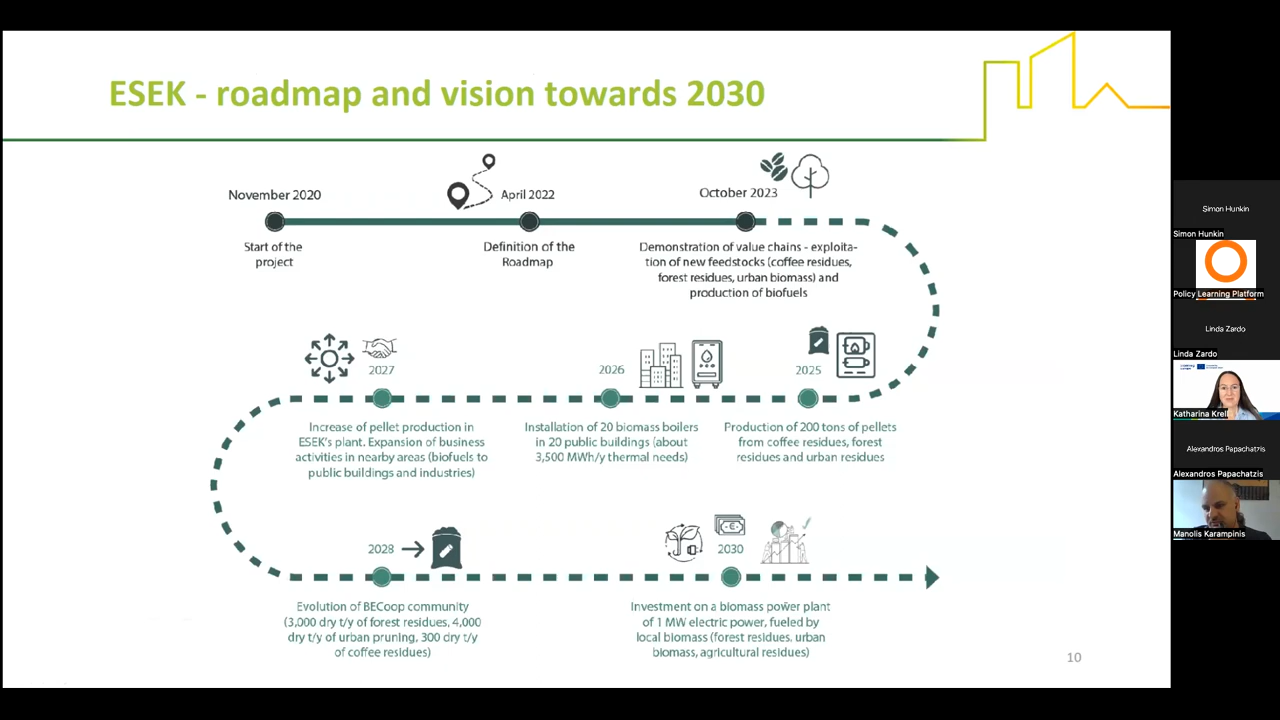 ESEK - roadmap and vision towards 2030
November 2020
April 2022
October 2023
Start of the
project
Definition of the
Roadmap
Demonstration of value chains - exploita-
tion of new feedstocks (coffee residues,
forest residues, urban biomass) and
production of biofuels
2027
2026
2025
Increase of pellet production in
ESEK's plant. Expansion of business
activities in nearby areas (biofuels to
public buildings and industries)
Installation of 20 biomass boilers
in 20 public buildings (about
3,500 MWh/y thermal needs)
Production of 200 tons of pellets
from coffee residues, forest
residues and urban residues
2028
2030
Evolution of BECoop community
(3,000 dry t/y of forest residues, 4,000
dry t/y of urban pruning, 300 dry t/y
of coffee residues)
Investment on a biomass power plant
of 1 MW electric power, fueled by
local biomass (forest residues, urban
biomass, agricultural residues)
10
Simon Hunkin
Simon Hunkin
Policy Learning Platform
Linda Zardo
Linda Zardo
Katharina Krell
Alexandros Papachatzis
Alexandros Papachatzis
Manolis Karampinis